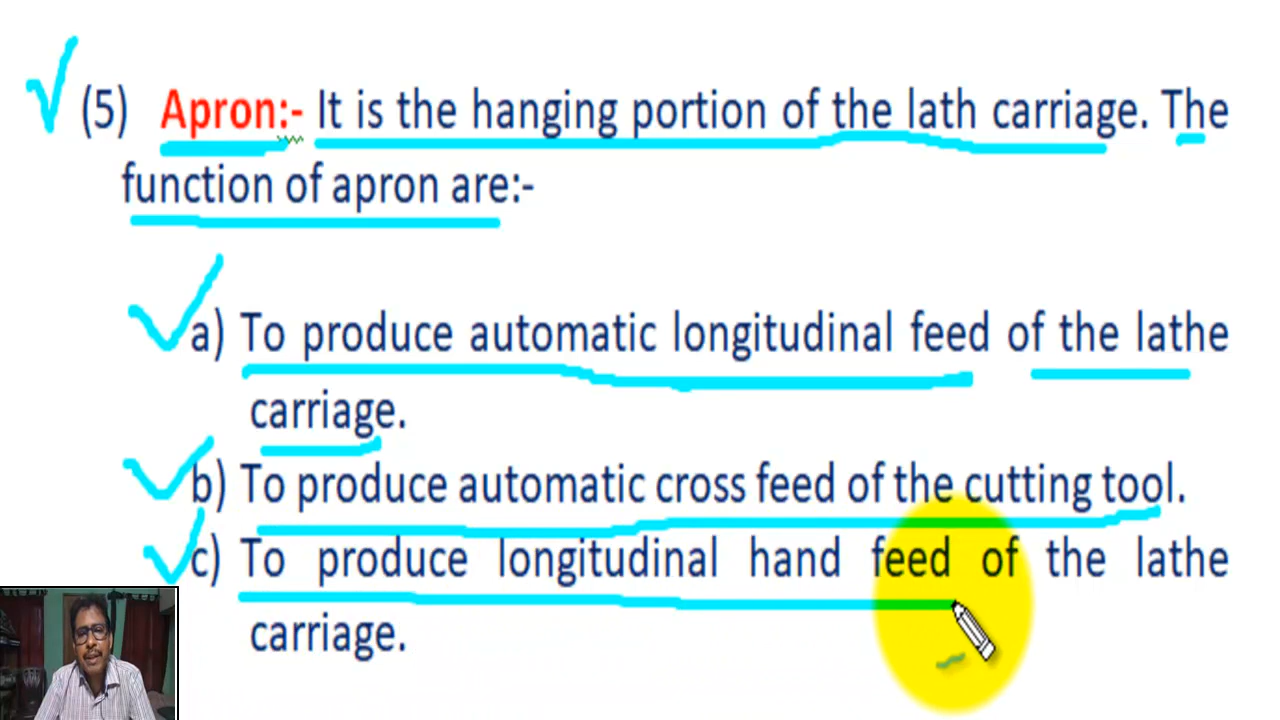 (5) Apron:- It is the hanging portion of the lath carriage. The
function of apron are:-
a) To produce automatic longitudinal feed of the lathe
carriage.
b) To produce automatic cross feed of the cutting tool.
c) To produce longitudinal hand feed of the lathe
carriage.